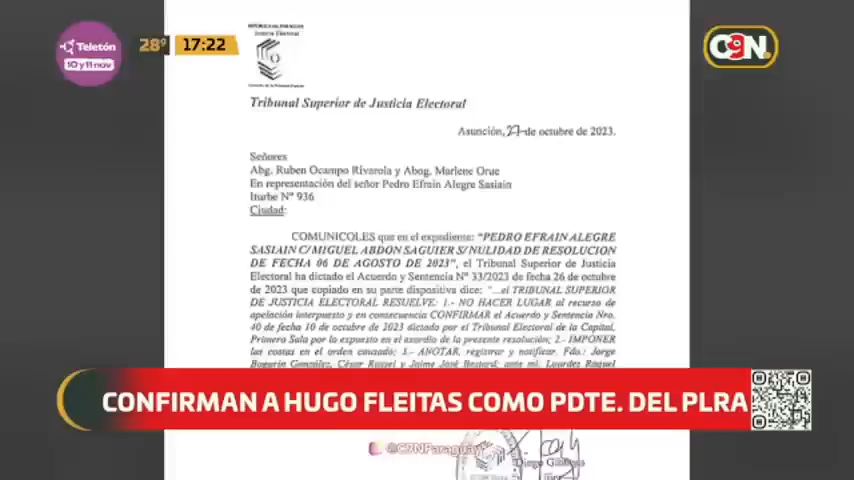 Teletón
10 y 11 nov
28º
17:22
C9N.
REPÚBLICA DEL PARAGUAY
Justicia Electoral
Tribunal Superior de Justicia Electoral
Asunción, 27 de octubre de 2023.
Señores
Abg. Ruben Ocampo Rivarola y Abog. Marlene Orue
En representación del señor Pedro Efrain Alegre Sasiain
Iturbe Nº 936
Ciudad:
COMUNICOLES que en el expediente: "PEDRO EFRAIN ALEGRE
SASIAIN C/ MIGUEL ABDON SAGUIER S/ NULIDAD DE RESOLUCION
DE FECHA 06 DE AGOSTO DE 2023", el Tribunal Superior de Justicia
Electoral ha dictado el Acuerdo y Sentencia Nº 33/2023 de fecha 26 de octubre
de 2023 que copiado en su parte dispositiva dice: "...el TRIBUNAL SUPERIOR
DE JUSTICIA ELECTORAL RESUELVE: 1.- NO HACER LUGAR al recurso de
apelación interpuesto y en consecuencia CONFIRMAR el Acuerdo y Sentencia Nro.
40 de fecha 10 de octubre de 2023 dictado por el Tribunal Electoral de la Capital,
Primera Sala por lo expuesto en el exordio de la presente resolución; 2.- IMPONER
las costas en el orden causado; 3.- ANOTAR, registrar y notificar. Fdo.: Jorge
Bogarín González, César Rossel y Jaime José Bestard; ante mí. Lourdes Raquel
CONFIRMAN A HUGO FLEITAS COMO PDTE. DEL PLRA
@C9NParaguay